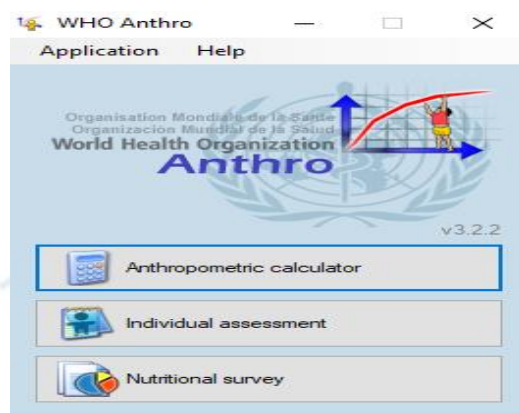 WHO Anthro
Application Help
Organisation Mondiale de la Santé
Organización Mundial de la Salud
World Health Organization
Anthro
v3.2.2
Anthropometric calculator
Individual assessment
Nutritional survey